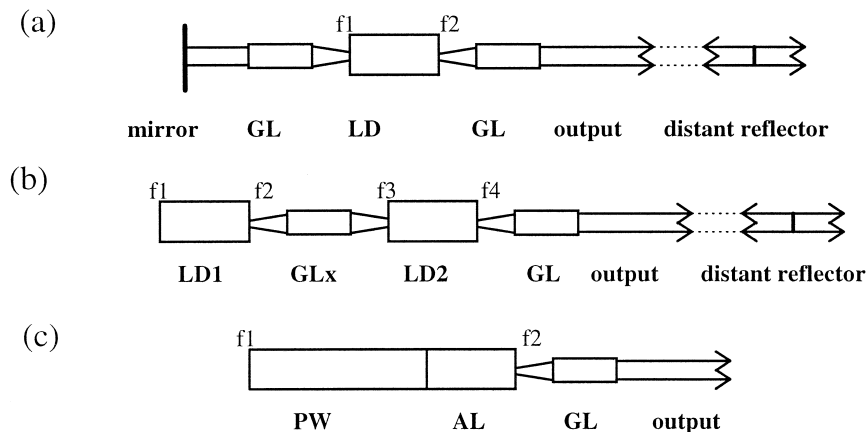 (a)
f1 f2
mirror GL LD GL output distant reflector
(b)
f1 f2 f3 f4
LD1 GLx LD2 GL output distant reflector
(c)
f1 f2
PW AL GL output